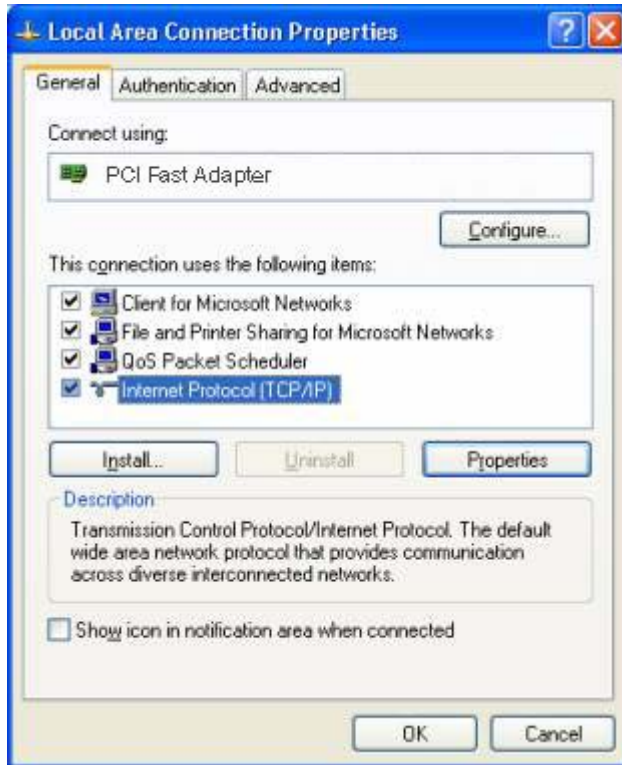 Local Area Connection Properties
?
General Authentication Advanced
Connect using:
PCI Fast Adapter
Configure...
This connection uses the following items:
Client for Microsoft Networks
File and Printer Sharing for Microsoft Networks
QoS Packet Scheduler
Internet Protocol (TCP/IP)
Install... Uninstall Properties
Description
Transmission Control Protocol/Internet Protocol. The default
wide area network protocol that provides communication
across diverse interconnected networks.
Show icon in notification area when connected
OK Cancel